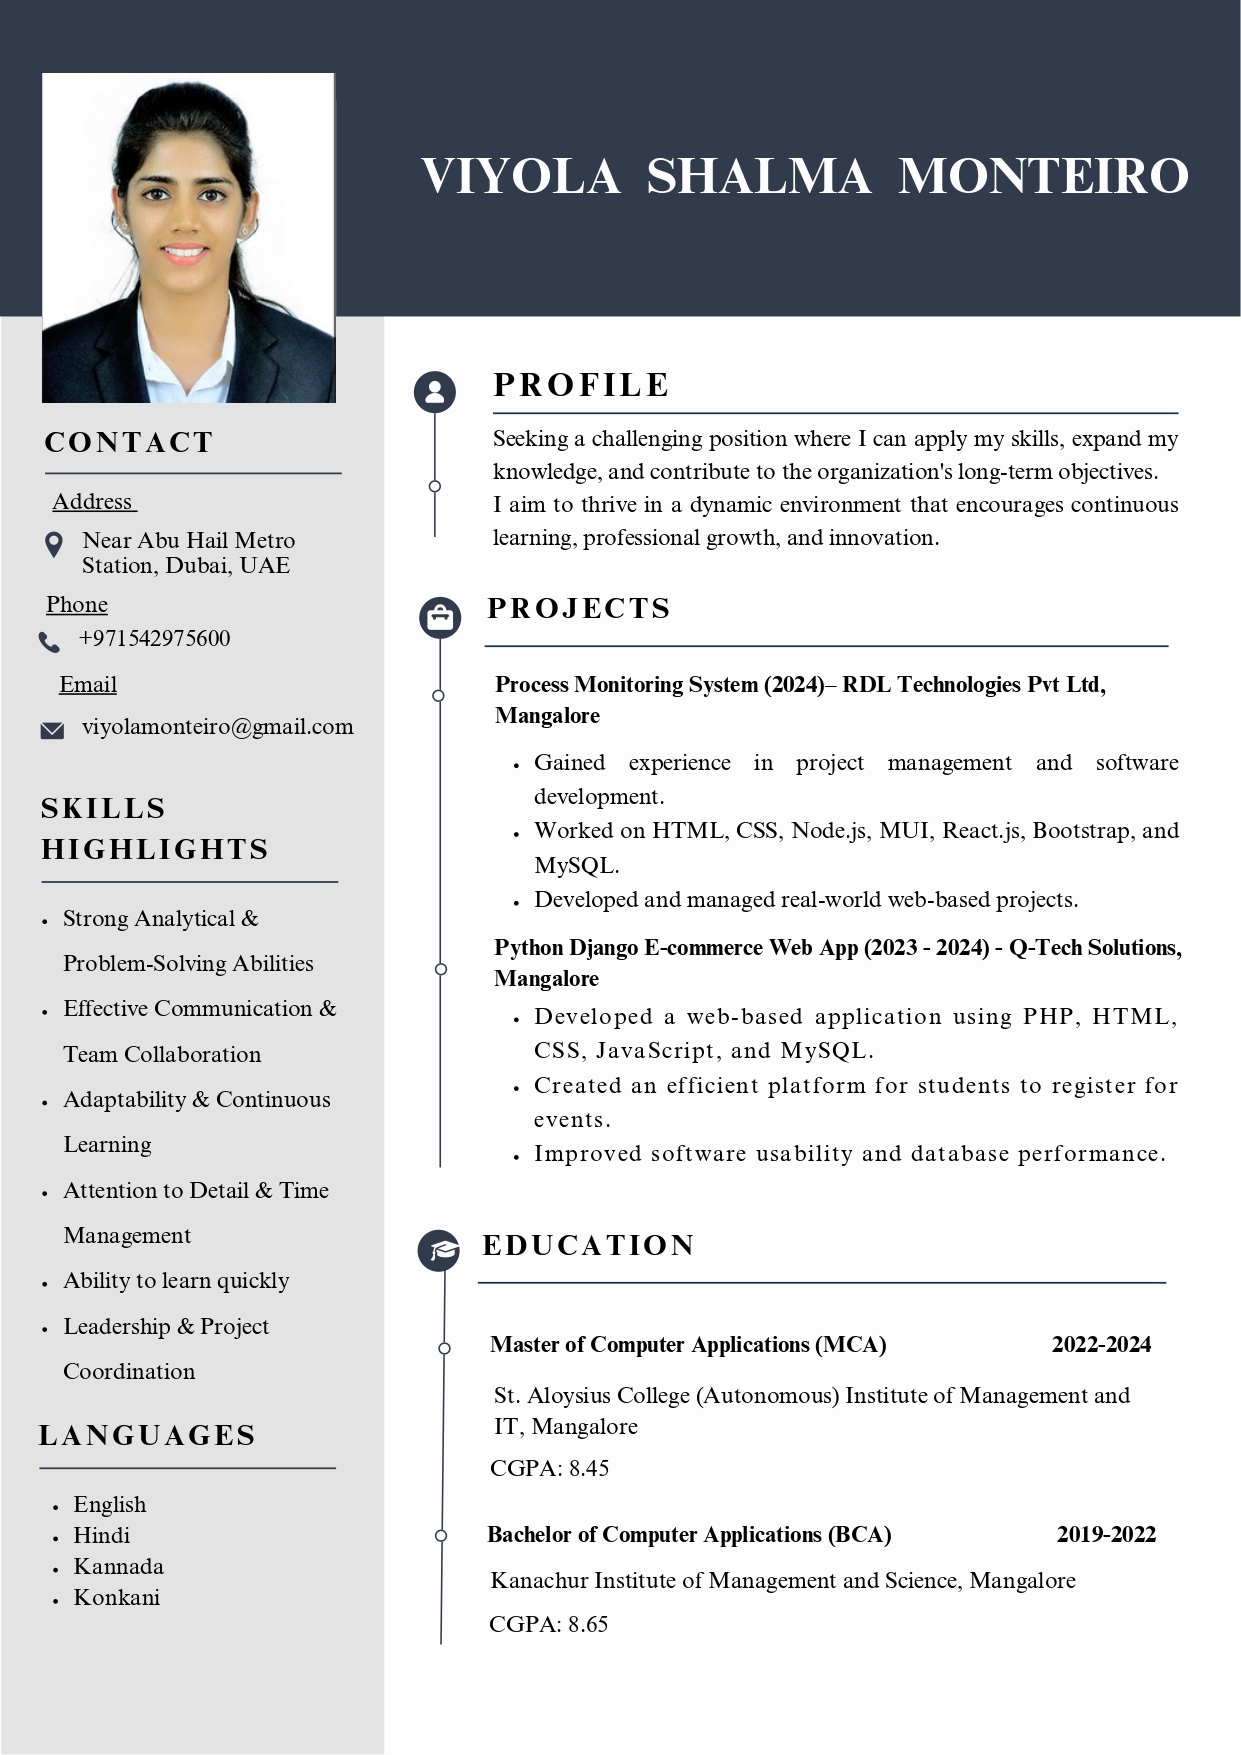 VIYOLA SHALMA MONTEIRO
CONTACT
Address
Near Abu Hail Metro
Station, Dubai, UAE
Phone
+971542975600
Email
viyolamonteiro@gmail.com
SKILLS
HIGHLIGHTS
• Strong Analytical &
Problem-Solving Abilities
• Effective Communication &
Team Collaboration
• Adaptability & Continuous
Learning
• Attention to Detail & Time
Management
• Ability to learn quickly
• Leadership & Project
Coordination
LANGUAGES
• English
• Hindi
• Kannada
• Konkani
PROFILE
Seeking a challenging position where I can apply my skills, expand my
knowledge, and contribute to the organization's long-term objectives.
I aim to thrive in a dynamic environment that encourages continuous
learning, professional growth, and innovation.
PROJECTS
Process Monitoring System (2024)– RDL Technologies Pvt Ltd,
Mangalore
• Gained experience in project management and software
development.
• Worked on HTML, CSS, Node.js, MUI, React.js, Bootstrap, and
MySQL.
• Developed and managed real-world web-based projects.
Python Django E-commerce Web App (2023 - 2024) - Q-Tech Solutions,
Mangalore
• Developed a web-based application using PHP, HTML,
CSS, JavaScript, and MySQL.
• Created an efficient platform for students to register for
events.
• Improved software usability and database performance.
EDUCATION
Master of Computer Applications (MCA) 2022-2024
St. Aloysius College (Autonomous) Institute of Management and
IT, Mangalore
CGPA: 8.45
Bachelor of Computer Applications (BCA) 2019-2022
Kanachur Institute of Management and Science, Mangalore
CGPA: 8.65